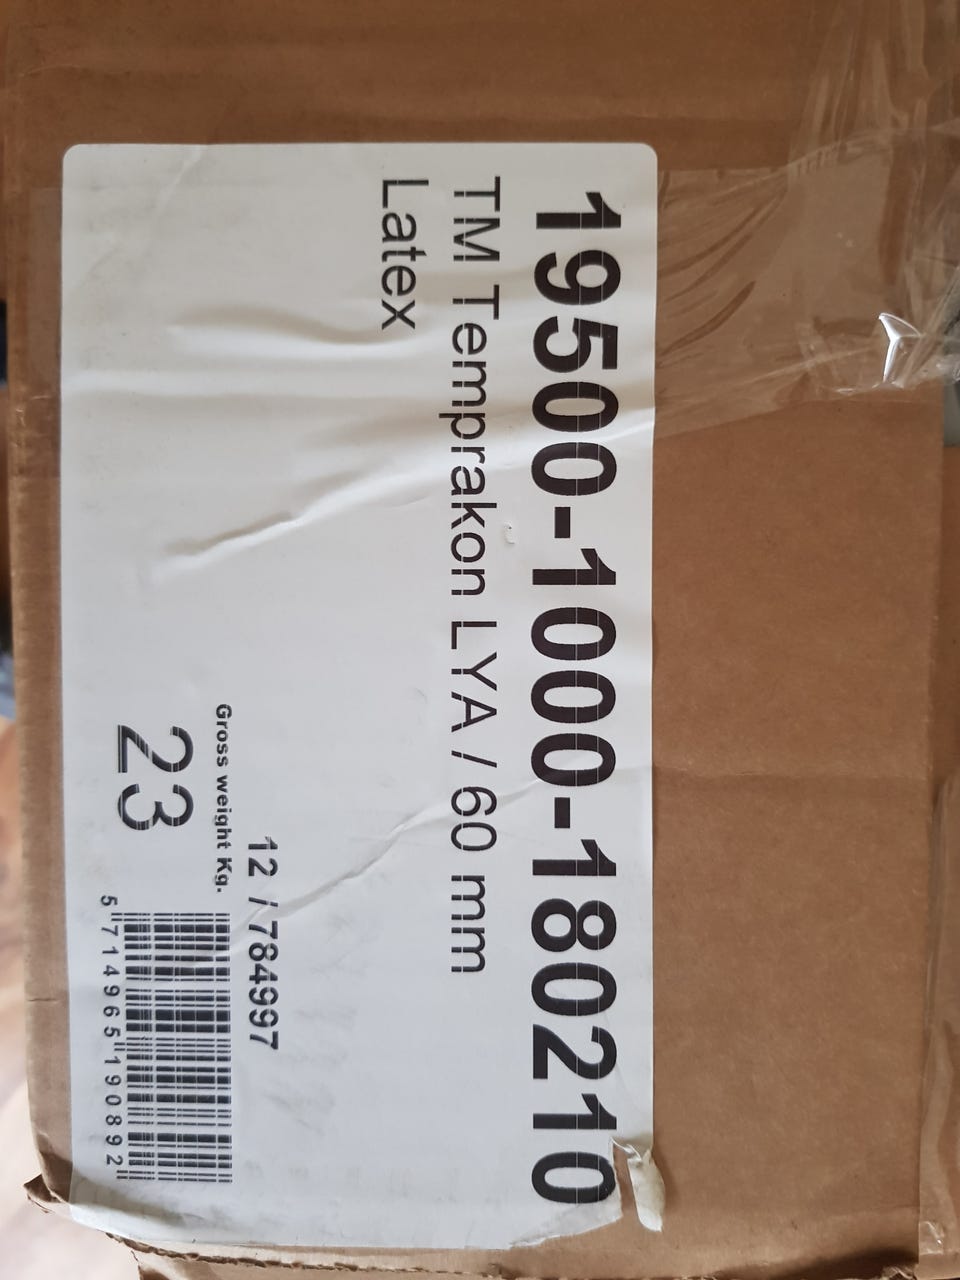 19500-1000-180210
TM Temprakon LYA / 60 mm
Latex
12 / 784997
Gross weight Kg.
23
5 714965 190892